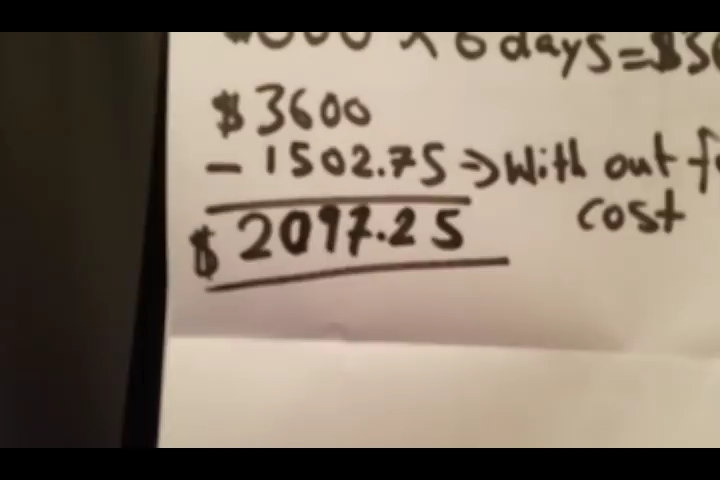 X 6 days = $
$3600
- 1502.75 → With out
cost
$2097.25